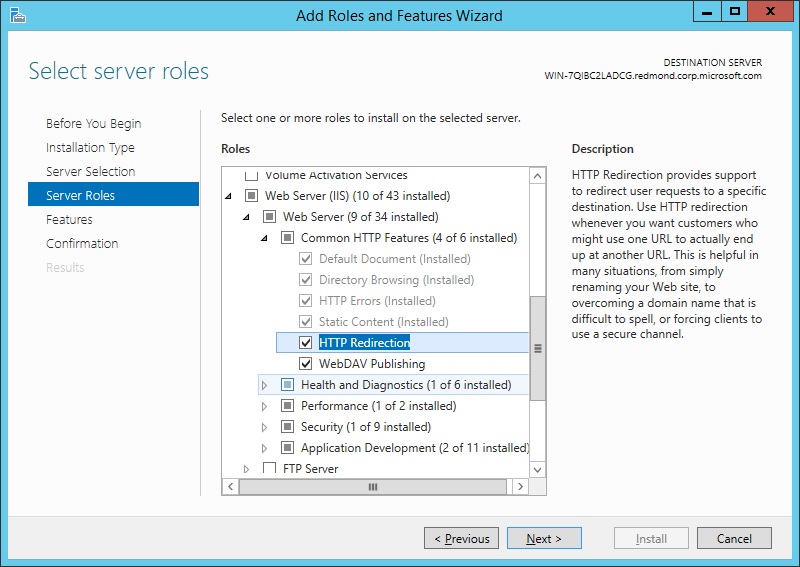 Add Roles and Features Wizard
Select server roles
DESTINATION SERVER
WIN-7QIBC2LADCG.redmond.corp.microsoft.com
Before You Begin
Installation Type
Server Selection
Server Roles
Features
Confirmation
Results
Select one or more roles to install on the selected server.
Roles
Volume Activation Services
Web Server (IIS) (10 of 43 installed)
Web Server (9 of 34 installed)
Common HTTP Features (4 of 6 installed)
Default Document (Installed)
Directory Browsing (Installed)
HTTP Errors (Installed)
Static Content (Installed)
HTTP Redirection
WebDAV Publishing
Health and Diagnostics (1 of 6 installed)
Performance (1 of 2 installed)
Security (1 of 9 installed)
Application Development (2 of 11 installed)
FTP Server
Description
HTTP Redirection provides support
to redirect user requests to a specific
destination. Use HTTP redirection
whenever you want customers who
might use one URL to actually end
up at another URL. This is helpful in
many situations, from simply
renaming your Web site, to
overcoming a domain name that is
difficult to spell, or forcing clients to
use a secure channel.
< Previous
Next >
Install
Cancel